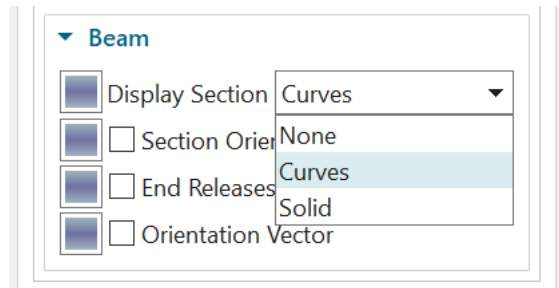 Beam
Display Section Curves
Section Orier
None
Curves
End Releases
Solid
Orientation Vector